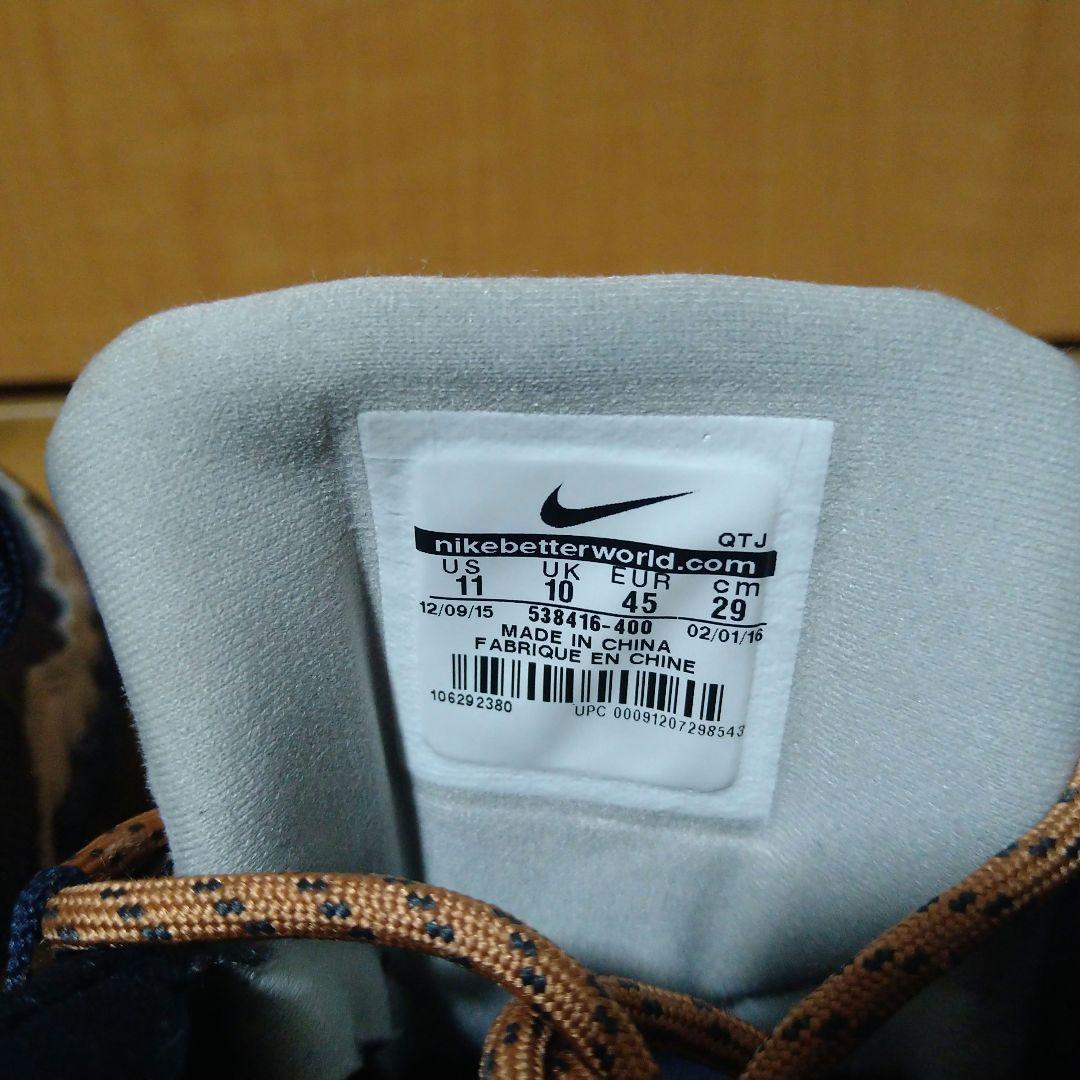 QTJ
nikebetterworld.com
US UK EUR cm
11 10 45 29
12/09/15 538416-400 02/01/16
MADE IN CHINA
FABRIQUE EN CHINE
106292380 UPC 00091207298543